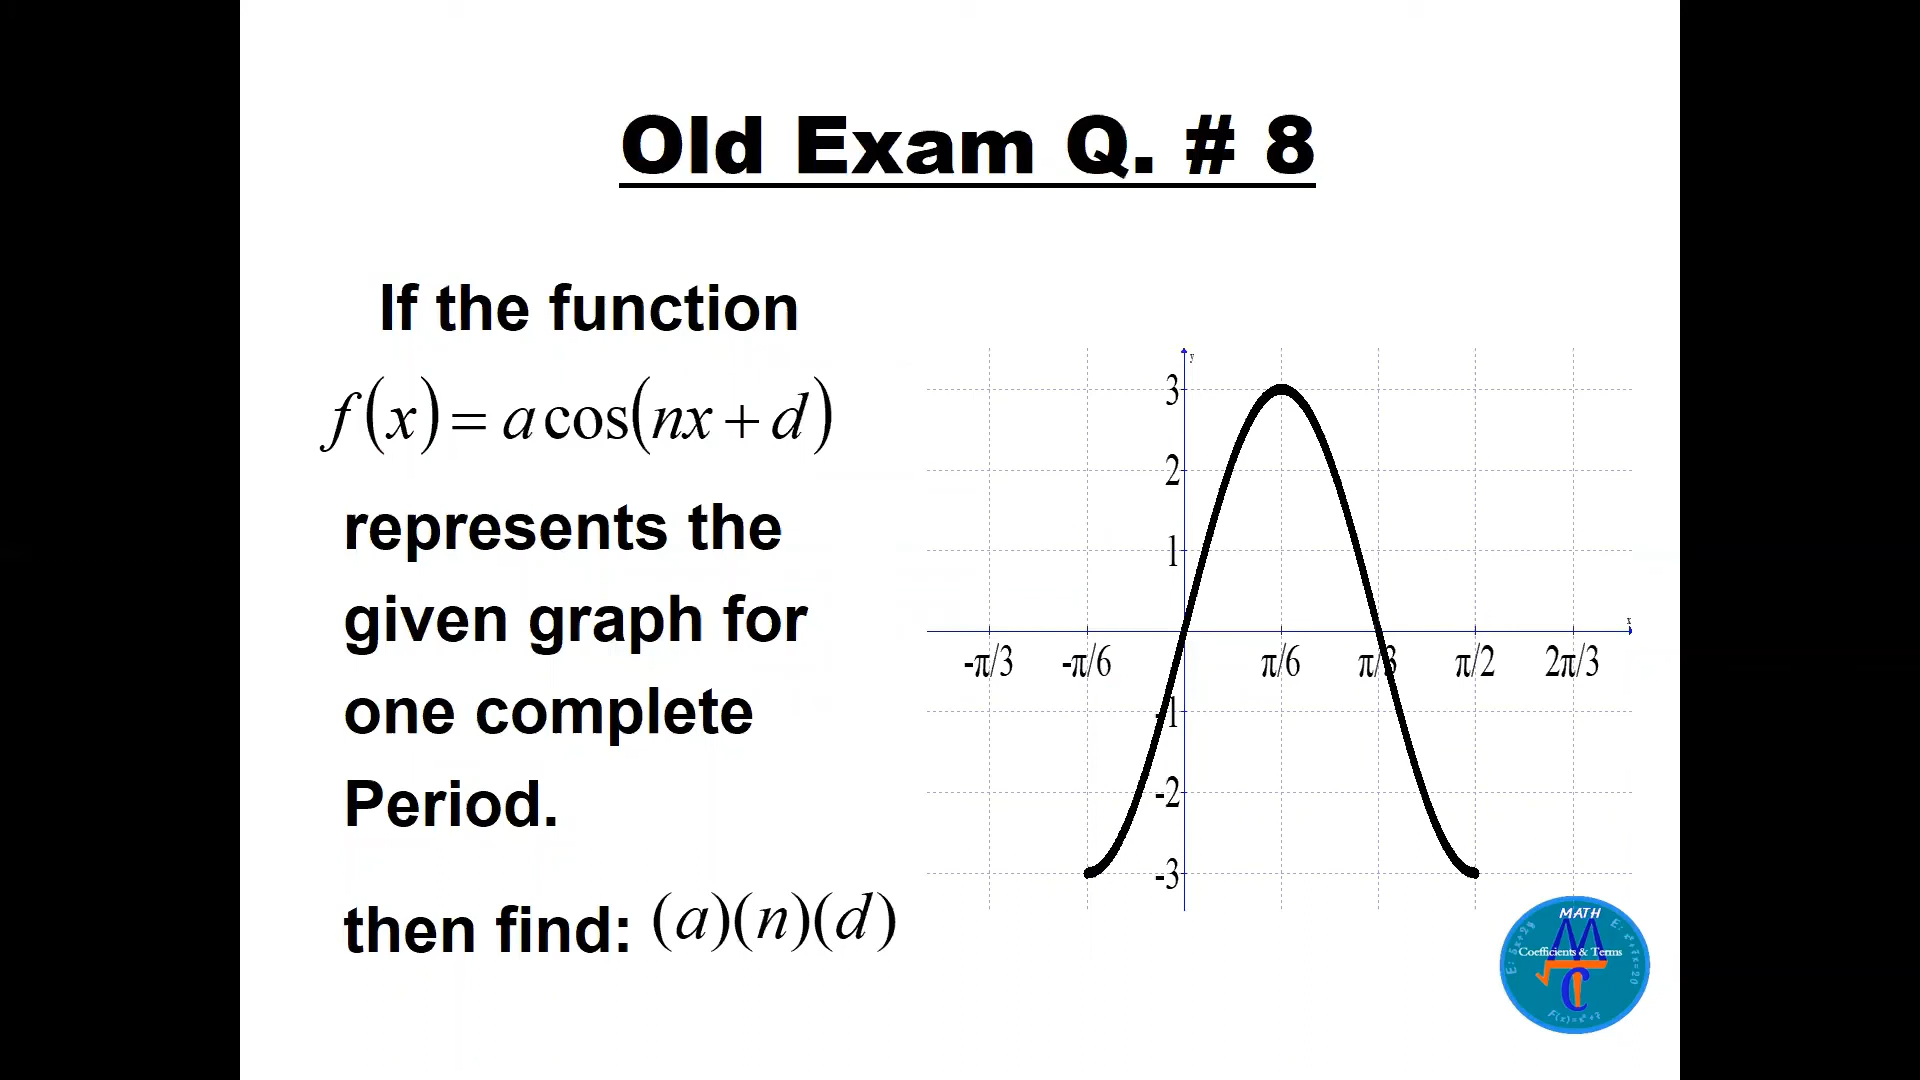 Old Exam Q. # 8
If the function
f(x) = a cos(nx + d)
represents the
given graph for
one complete
Period.
then find: (a)(n)(d)
y
3
2
1
-1
-2
-3
x
-π/3 -π/6 π/6 π/3 π/2 2π/3
MATH
Coefficients & Terms